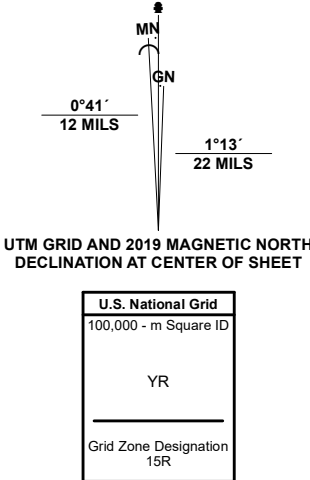 MN
GN
0°41´
12 MILS
1°13´
22 MILS
UTM GRID AND 2019 MAGNETIC NORTH
DECLINATION AT CENTER OF SHEET
U.S. National Grid
100,000 - m Square ID
YR
Grid Zone Designation
15R